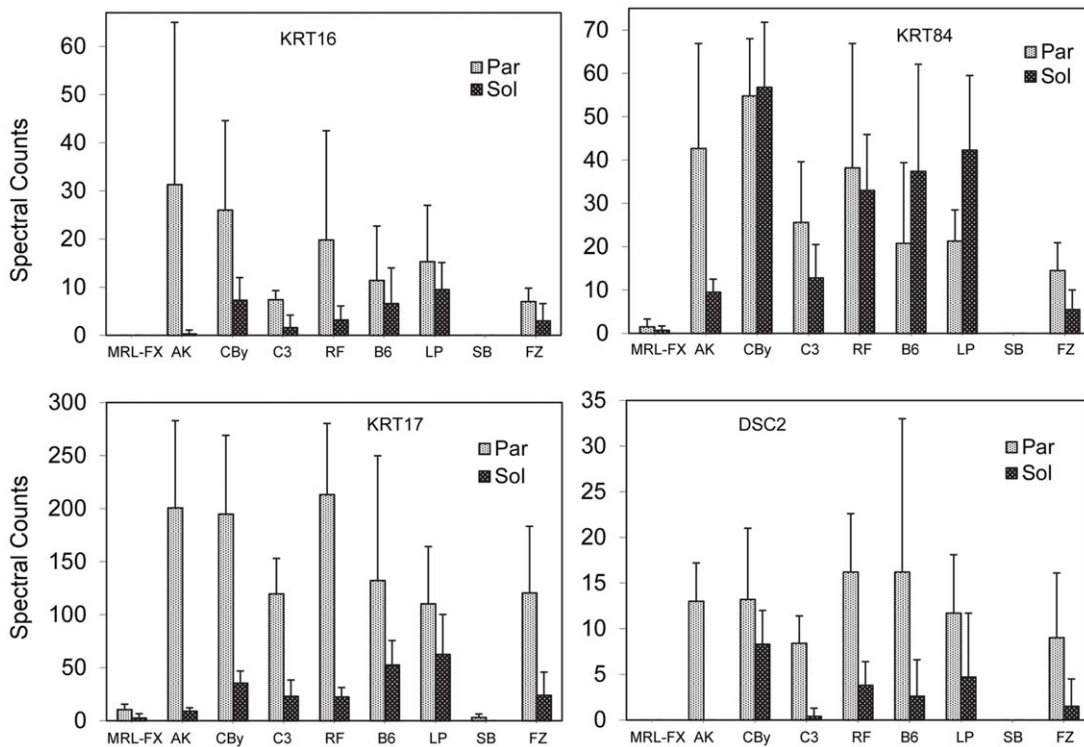 KRT16
Par
Sol
Spectral Counts
60
50
40
30
20
10
0
MRL-FX AK CBy C3 RF B6 LP SB FZ
KRT84
Par
Sol
70
60
50
40
30
20
10
0
MRL-FX AK CBy C3 RF B6 LP SB FZ
KRT17
Par
Sol
Spectral Counts
300
250
200
150
100
50
0
MRL-FX AK CBy C3 RF B6 LP SB FZ
DSC2
Par
Sol
35
30
25
20
15
10
5
0
MRL-FX AK CBy C3 RF B6 LP SB FZ